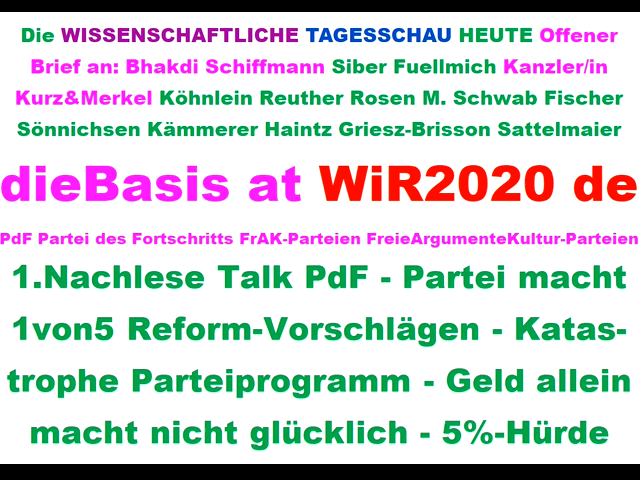 Die WISSENSCHAFTLICHE TAGESSCHAU HEUTE Offener
Brief an: Bhakdi Schiffmann Siber Fuellmich Kanzler/in
Kurz&Merkel Köhnlein Reuther Rosen M. Schwab Fischer
Sönnichsen Kämmerer Haintz Griesz-Brisson Sattelmaier
dieBasis at WiR2020 de
PdF Partei des Fortschritts FrAK-Parteien FreieArgumenteKultur-Parteien
1.Nachlese Talk PdF - Partei macht
1von5 Reform-Vorschlägen - Katas-
trophe Parteiprogramm - Geld allein
macht nicht glücklich - 5%-Hürde